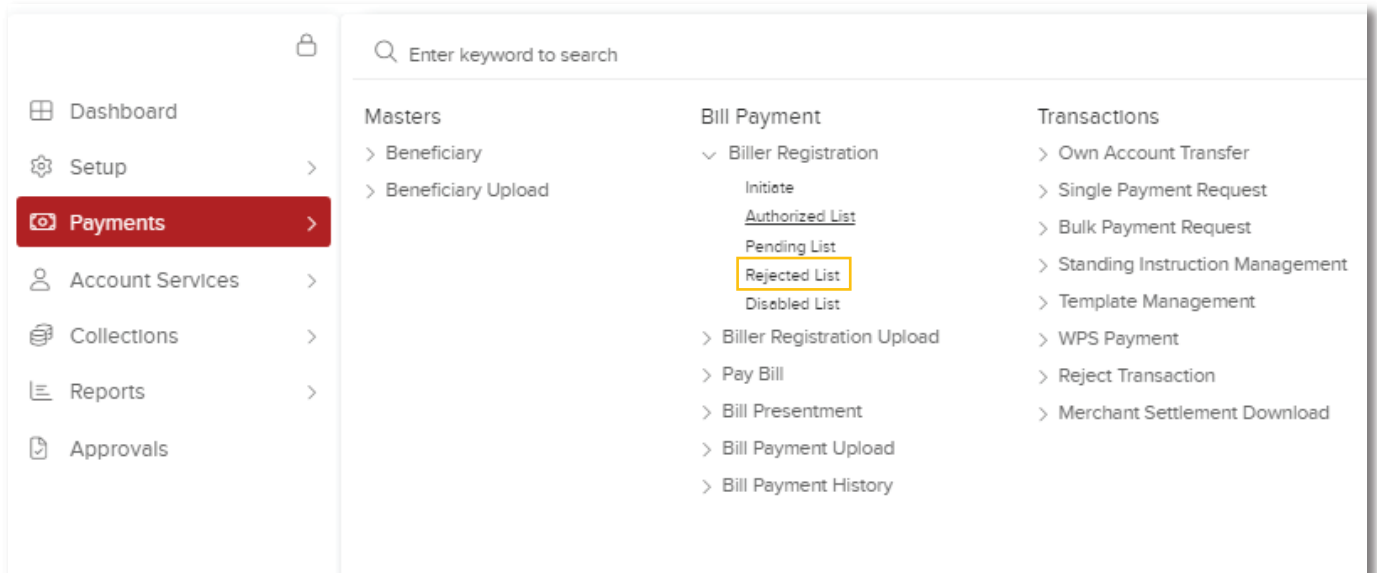 Enter keyword to search
Dashboard
Setup
Payments
Account Services
Collections
Reports
Approvals
Masters
Beneficiary
Beneficiary Upload
Bill Payment
Biller Registration
Initiate
Authorized List
Pending List
Rejected List
Disabled List
Biller Registration Upload
Pay Bill
Bill Presentment
Bill Payment Upload
Bill Payment History
Transactions
Own Account Transfer
Single Payment Request
Bulk Payment Request
Standing Instruction Management
Template Management
WPS Payment
Reject Transaction
Merchant Settlement Download